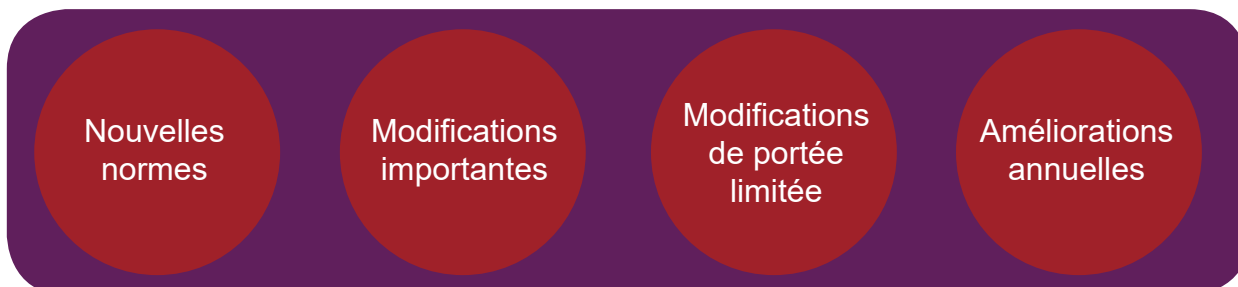 Nouvelles
normes
Modifications
importantes
Modifications
de portée
limitée
Améliorations
annuelles